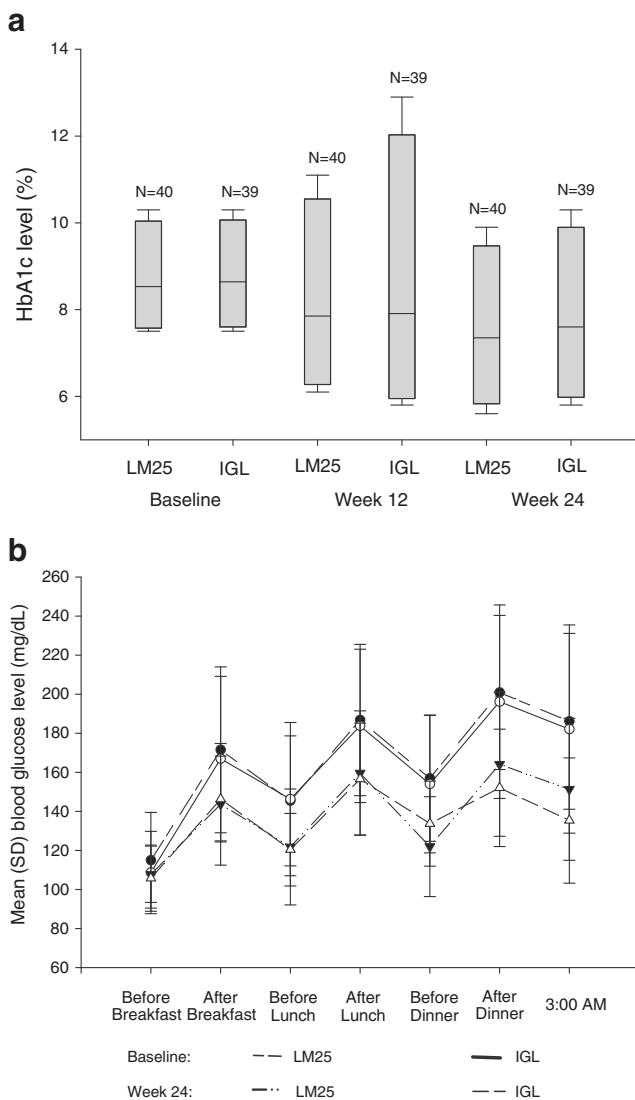 a
14
12
10
8
6
HbA1c level (%)
N=40
N=39
N=40
N=39
N=40
N=39
LM25
IGL
LM25
IGL
LM25
IGL
Baseline
Week 12
Week 24
b
260
240
220
200
180
160
140
120
100
80
60
Mean (SD) blood glucose level (mg/dL)
Before
Breakfast
After
Breakfast
Before
Lunch
After
Lunch
Before
Dinner
After
Dinner
3:00 AM
Baseline: LM25 IGL
Week 24: LM25 IGL